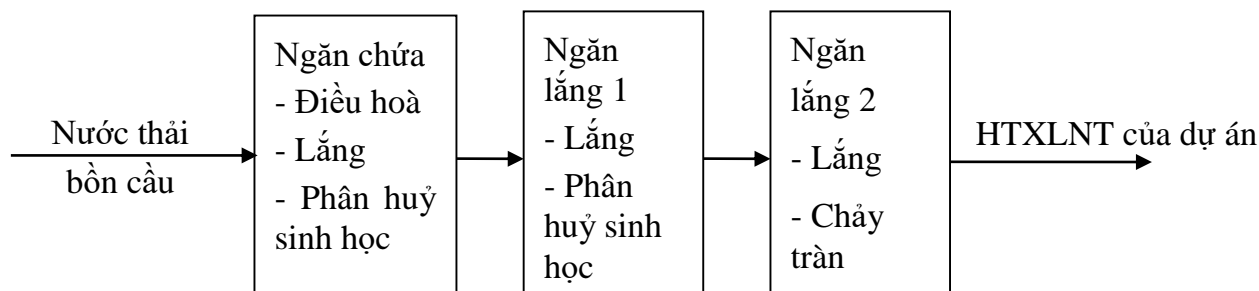 Nước thải
bồn cầu
Ngăn chứa
- Điều hoà
- Lắng
- Phân huỷ
sinh học
Ngăn
lắng 1
- Lắng
- Phân
huỷ sinh
học
Ngăn
lắng 2
- Lắng
- Chảy
tràn
HTXLNT của dự án